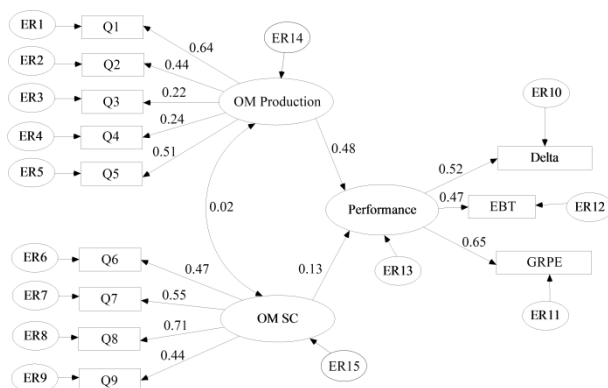 ER1
Q1
ER2
Q2
ER3
Q3
ER4
Q4
ER5
Q5
0.64
0.44
0.22
0.24
0.51
ER14
OM Production
0.48
0.02
ER10
Delta
0.52
0.47
EBT
ER12
0.65
GRPE
ER11
Performance
ER13
0.13
ER6
Q6
ER7
Q7
ER8
Q8
ER9
Q9
0.47
0.55
0.71
0.44
OM SC
ER15